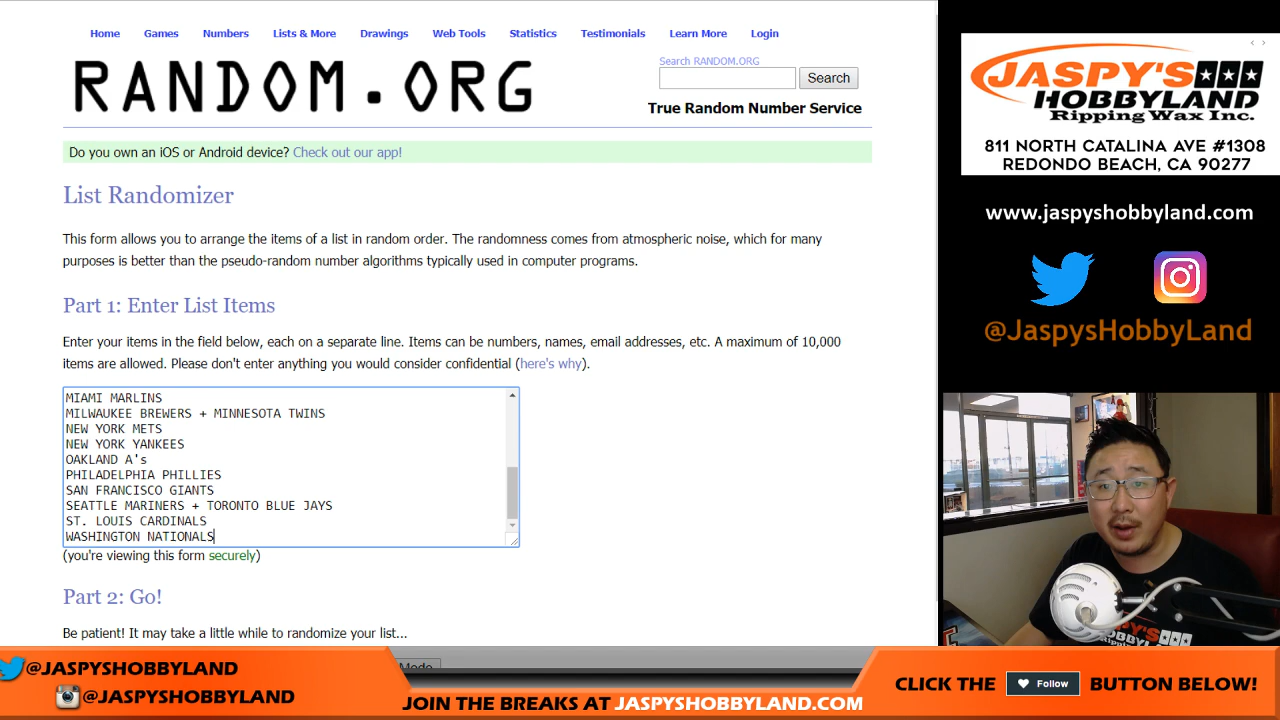 Home Games Numbers Lists & More Drawings Web Tools Statistics Testimonials Learn More Login
RANDOM.ORG
Search RANDOM.ORG
Search
True Random Number Service
Do you own an iOS or Android device? Check out our app!
List Randomizer
This form allows you to arrange the items of a list in random order. The randomness comes from atmospheric noise, which for many
purposes is better than the pseudo-random number algorithms typically used in computer programs.
Part 1: Enter List Items
Enter your items in the field below, each on a separate line. Items can be numbers, names, email addresses, etc. A maximum of 10,000
items are allowed. Please don't enter anything you would consider confidential (here's why).
MIAMI MARLINS
MILWAUKEE BREWERS + MINNESOTA TWINS
NEW YORK METS
NEW YORK YANKEES
OAKLAND A's
PHILADELPHIA PHILLIES
SAN FRANCISCO GIANTS
SEATTLE MARINERS + TORONTO BLUE JAYS
ST. LOUIS CARDINALS
WASHINGTON NATIONALS
(you're viewing this form securely)
Part 2: Go!
Be patient! It may take a little while to randomize your list...
Mode
JASPY'S
HOBBYLAND
Ripping Wax Inc.
811 NORTH CATALINA AVE #1308
REDONDO BEACH, CA 90277
www.jaspyshobbyland.com
@JaspysHobbyLand
@JASPYSHOBBYLAND
@JASPYSHOBBYLAND
JOIN THE BREAKS AT JASPYSHOBBYLAND.COM
CLICK THE Follow BUTTON BELOW!